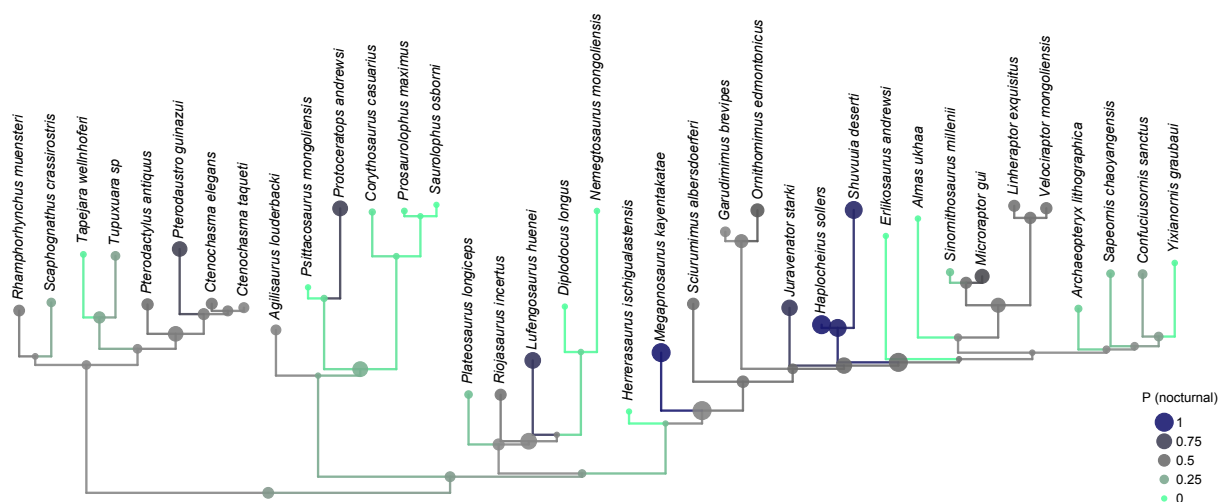 Rhamphorhynchus muensteri
Scaphognathus crassirostris
Tapejara wellnhoferi
Tupuxuara sp
Pterodactylus antiquus
Pterodaustro guinazui
Ctenochasma elegans
Ctenochasma taqueti
Agilisaurus louderbacki
Psittacosaurus mongoliensis
Protoceratops andrewsi
Corythosaurus casuarius
Prosaurolophus maximus
Saurolophus osborni
Plateosaurus longiceps
Riojasaurus incertus
Lufengosaurus huenei
Diplodocus longus
Nemegtosaurus mongoliensis
Herrerasaurus ischigualastensis
Megapnosaurus kayentakatae
Sciurumimus albersdoerferi
Garudimimus brevipes
Ornithomimus edmontonicus
Juravenator starki
Haplocheirus sollers
Shuvuuia deserti
Erlikosaurus andrewsi
Almas ukhaa
Sinornithosaurus millenii
Microraptor gui
Linheraptor exquisitus
Velociraptor mongoliensis
Archaeopteryx lithographica
Sapeornis chaoyangensis
Confuciusornis sanctus
Yixianornis graubaui
P (nocturnal)
1
0.75
0.5
0.25
0